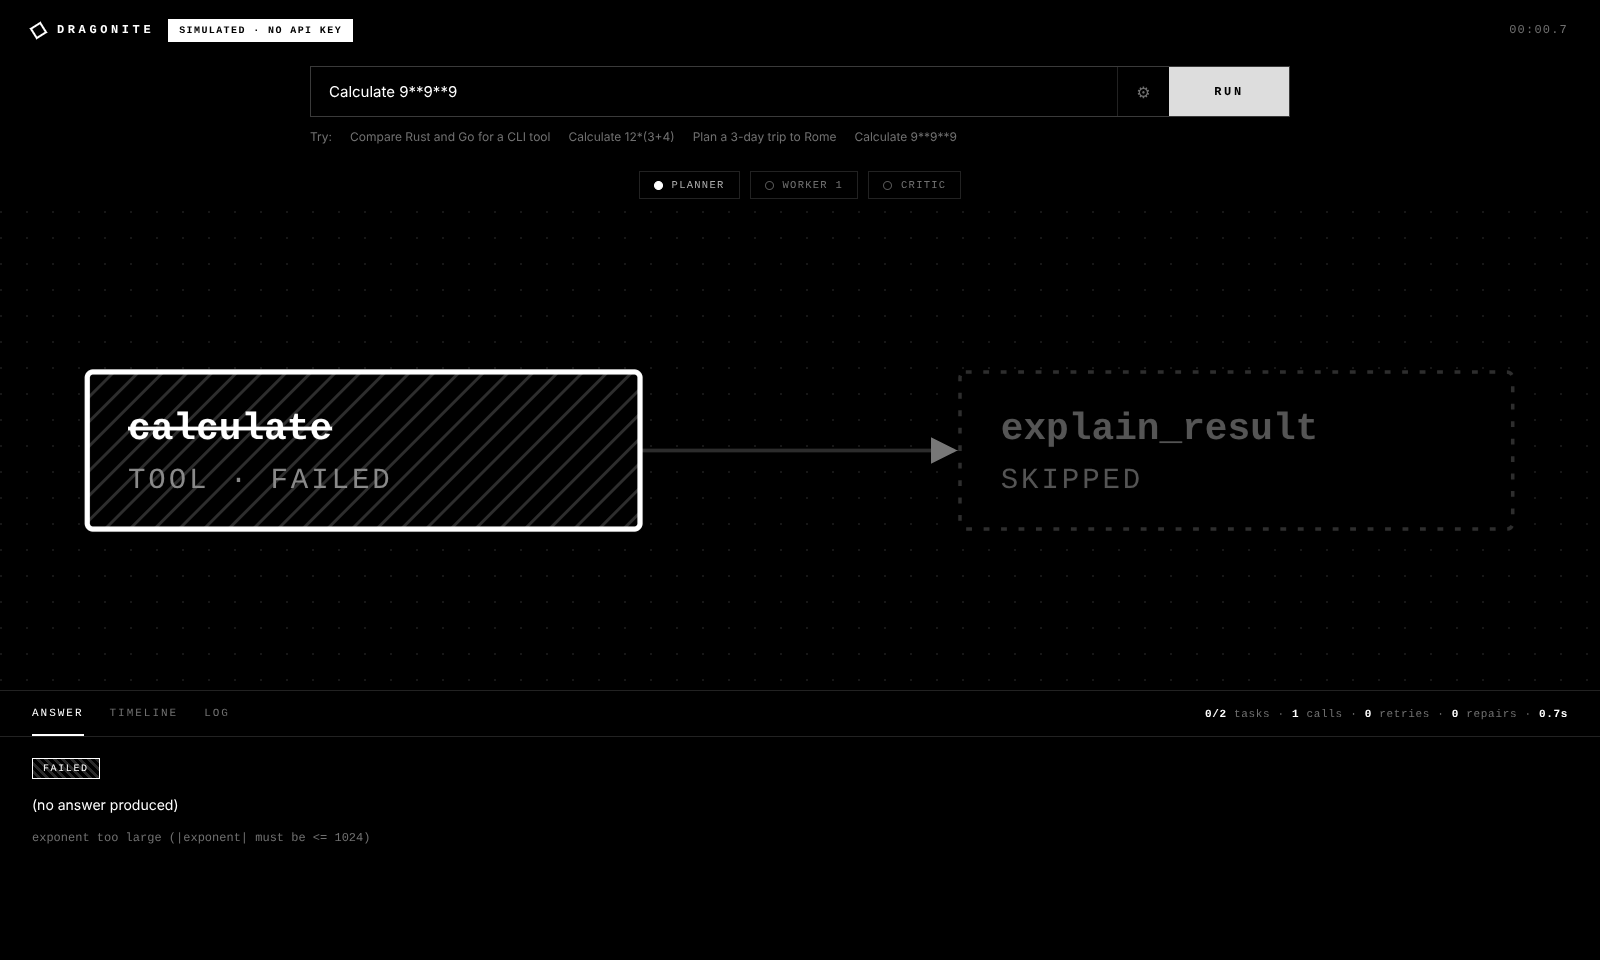 DRAGONITE SIMULATED · NO API KEY 00:00.7
Calculate 9**9**9 RUN
Try: Compare Rust and Go for a CLI tool Calculate 12*(3+4) Plan a 3-day trip to Rome Calculate 9**9**9
PLANNER WORKER 1 CRITIC
calculate
TOOL · FAILED
explain_result
SKIPPED
ANSWER TIMELINE LOG 0/2 tasks · 1 calls · 0 retries · 0 repairs · 0.7s
FAILED
(no answer produced)
exponent too large (|exponent| must be <= 1024)